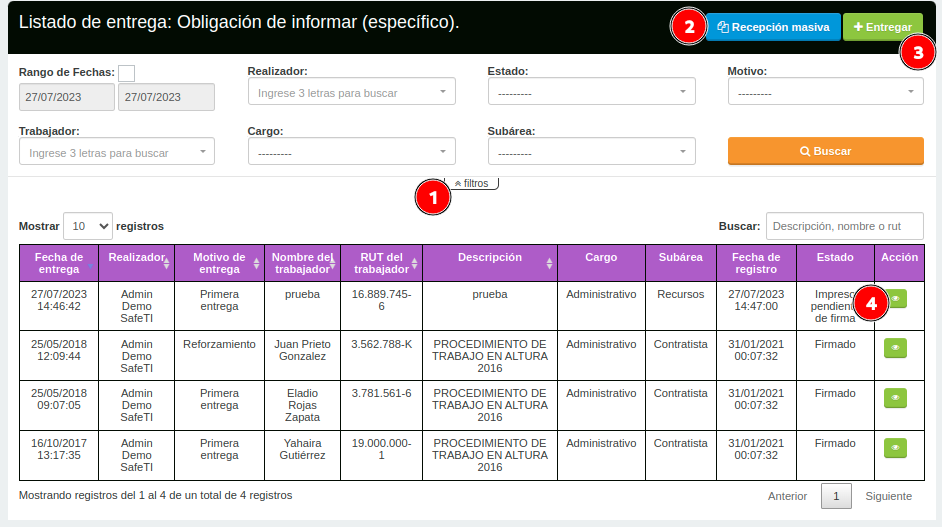 Listado de entrega: Obligación de informar (específico).
2
Recepción masiva
Entregar
3
Rango de Fechas:
Realizador:
Estado:
Motivo:
27/07/2023
27/07/2023
Ingrese 3 letras para buscar
---------
---------
Trabajador:
Cargo:
Subárea:
Ingrese 3 letras para buscar
---------
---------
Buscar
filtros
1
Mostrar 10 registros
Buscar: Descripción, nombre o rut
Fecha de entrega
Realizador
Motivo de entrega
Nombre del trabajador
RUT del trabajador
Descripción
Cargo
Subárea
Fecha de registro
Estado
Acción
27/07/2023
14:46:42
Admin
Demo
SafeTI
Primera
entrega
prueba
16.889.745-
6
prueba
Administrativo
Recursos
27/07/2023
14:47:00
Impreso
pendiente
de firma
4
25/05/2018
12:09:44
Admin
Demo
SafeTI
Reforzamiento
Juan Prieto
Gonzalez
3.562.788-K
PROCEDIMIENTO DE
TRABAJO EN ALTURA
2016
Administrativo
Contratista
31/01/2021
00:07:32
Firmado
25/05/2018
09:07:05
Admin
Demo
SafeTI
Primera
entrega
Eladio
Rojas
Zapata
3.781.561-6
PROCEDIMIENTO DE
TRABAJO EN ALTURA
2016
Administrativo
Contratista
31/01/2021
00:07:32
Firmado
16/10/2017
13:17:35
Admin
Demo
SafeTI
Primera
entrega
Yahaira
Gutiérrez
19.000.000-
1
PROCEDIMIENTO DE
TRABAJO EN ALTURA
2016
Administrativo
Contratista
31/01/2021
00:07:32
Firmado
Mostrando registros del 1 al 4 de un total de 4 registros
Anterior 1 Siguiente